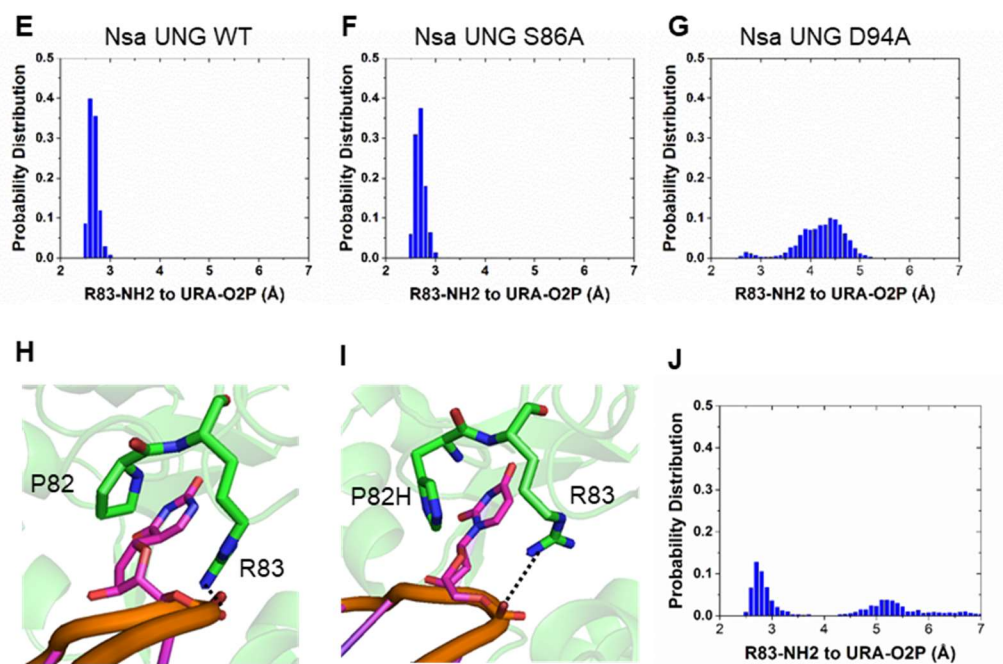 E
Nsa UNG WT
0.5
0.4
0.3
0.2
0.1
0.0
Probability Distribution
2 3 4 5 6 7
R83-NH2 to URA-O2P (Å)
F
Nsa UNG S86A
0.5
0.4
0.3
0.2
0.1
0.0
Probability Distribution
2 3 4 5 6 7
R83-NH2 to URA-O2P (Å)
G
Nsa UNG D94A
0.5
0.4
0.3
0.2
0.1
0.0
Probability Distribution
2 3 4 5 6 7
R83-NH2 to URA-O2P (Å)
H
P82
R83
I
P82H
R83
J
0.5
0.4
0.3
0.2
0.1
0.0
Probability Distribution
2 3 4 5 6 7
R83-NH2 to URA-O2P (Å)